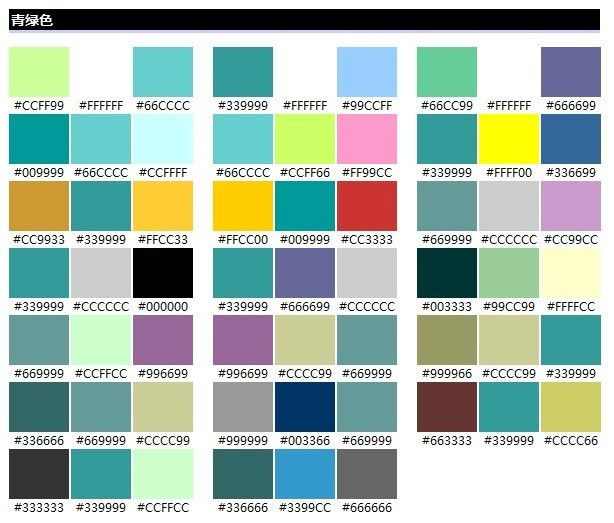 青绿色
#CCFF99 #FFFFFF #66CCCC #339999 #FFFFFF #99CCFF #66CC99 #FFFFFF #666699
#009999 #66CCCC #CCFFFF #66CCCC #CCFF66 #FF99CC #339999 #FFFF00 #336699
#CC9933 #339999 #FFCC33 #FFCC00 #009999 #CC3333 #669999 #CCCCCC #CC99CC
#339999 #CCCCCC #000000 #339999 #666699 #CCCCCC #003333 #99CC99 #FFFFCC
#669999 #CCFFCC #996699 #996699 #CCCC99 #669999 #999966 #CCCC99 #339999
#336666 #669999 #CCCC99 #999999 #003366 #669999 #663333 #339999 #CCCC66
#333333 #339999 #CCFFCC #336666 #3399CC #666666